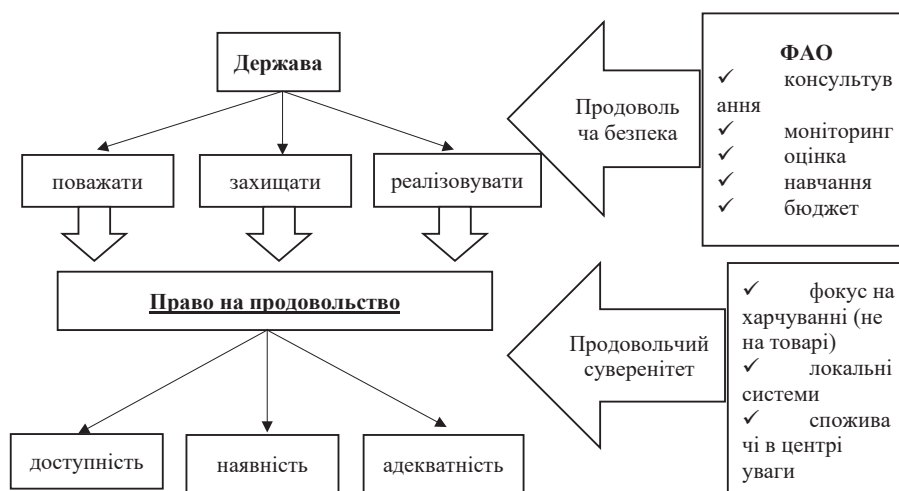 Держава
поважати
захищати
реалізовувати
Право на продовольство
доступність
наявність
адекватність
Продоволь
ча безпека
ФАО
✓ консультув
ання
✓ моніторинг
✓ оцінка
✓ навчання
✓ бюджет
Продовольчий
суверенітет
✓ фокус на
харчуванні (не
на товарі)
✓ локальні
системи
✓ спожива
чі в центрі
уваги